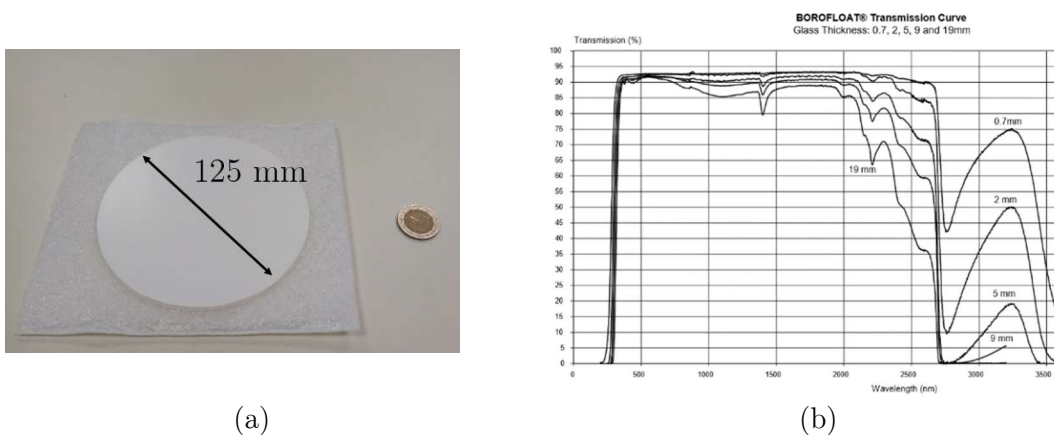 125 mm
(a)
BOROFLOAT® Transmission Curve
Glass Thickness: 0.7, 2, 5, 9 and 19mm
Transmission (%)
100
95
90
85
80
75
70
65
60
55
50
45
40
35
30
25
20
15
10
5
0
0.7mm
19 mm
2 mm
5 mm
9 mm
0
500
1000
1500
2000
2500
3000
Wavelength (nm)
(b)